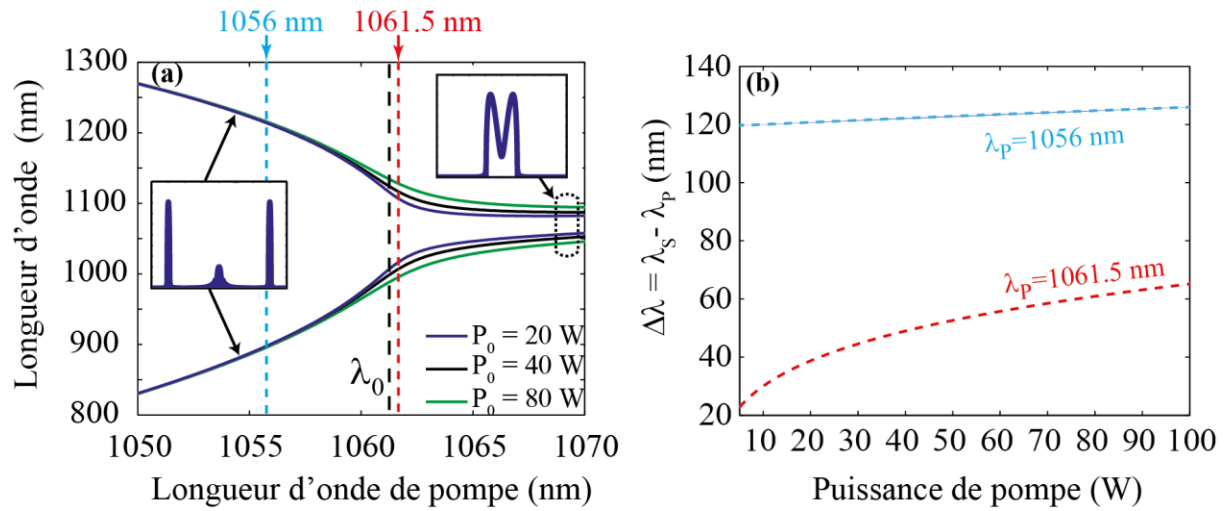 1056 nm
1061.5 nm
(a)
1300
1200
1100
1000
900
800
Longueur d'onde (nm)
λ0
P0 = 20 W
P0 = 40 W
P0 = 80 W
1050
1055
1060
1065
1070
Longueur d'onde de pompe (nm)
(b)
140
120
100
80
60
40
20
Δλ = λS - λP (nm)
λP=1056 nm
λP=1061.5 nm
10 20 30 40 50 60 70 80 90 100
Puissance de pompe (W)